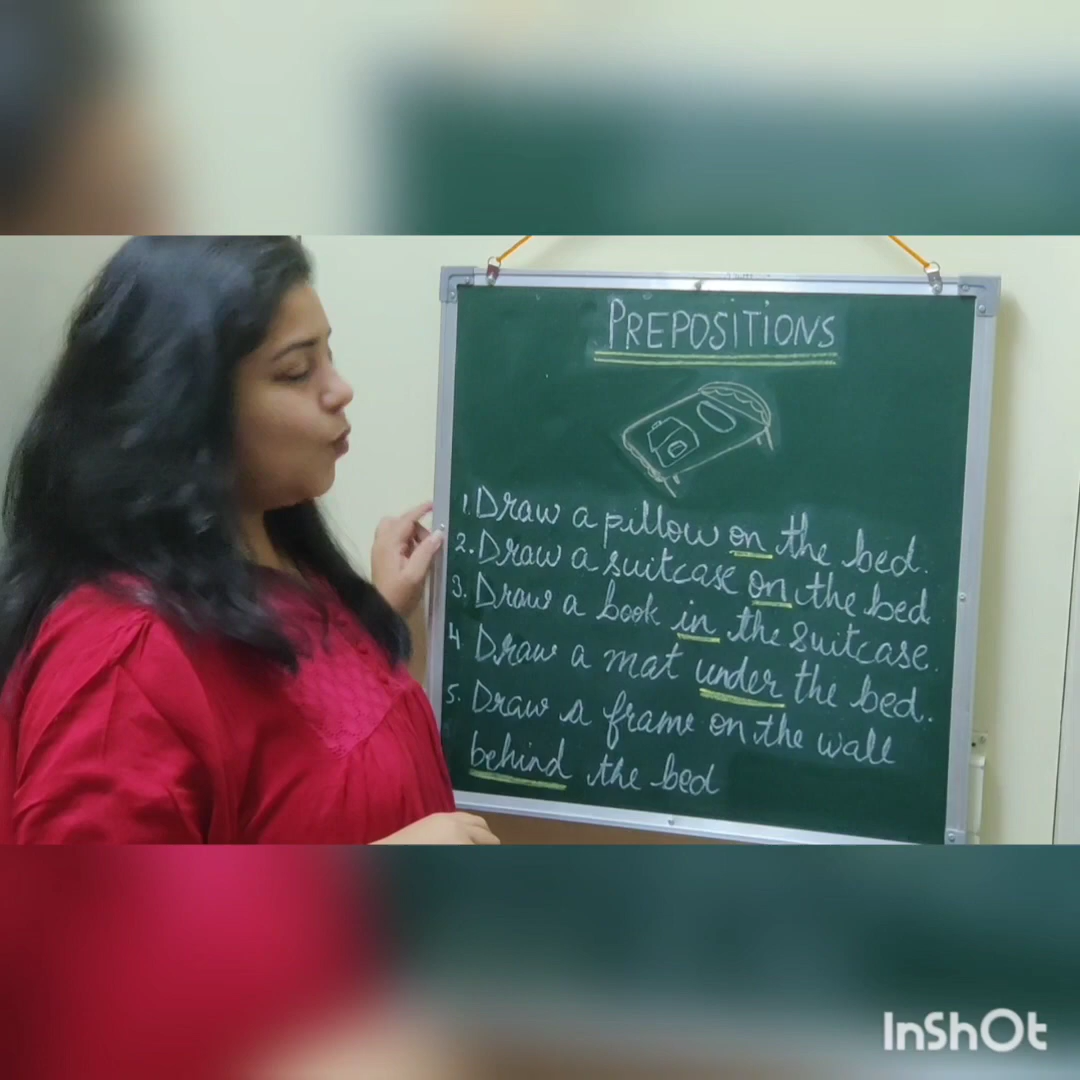 PREPOSITIONS
1. Draw a pillow on the bed.
2. Draw a suitcase on the bed.
3. Draw a book in the suitcase.
4 Draw a mat under the bed.
5. Draw a frame on the wall
behind the bed
InShOt